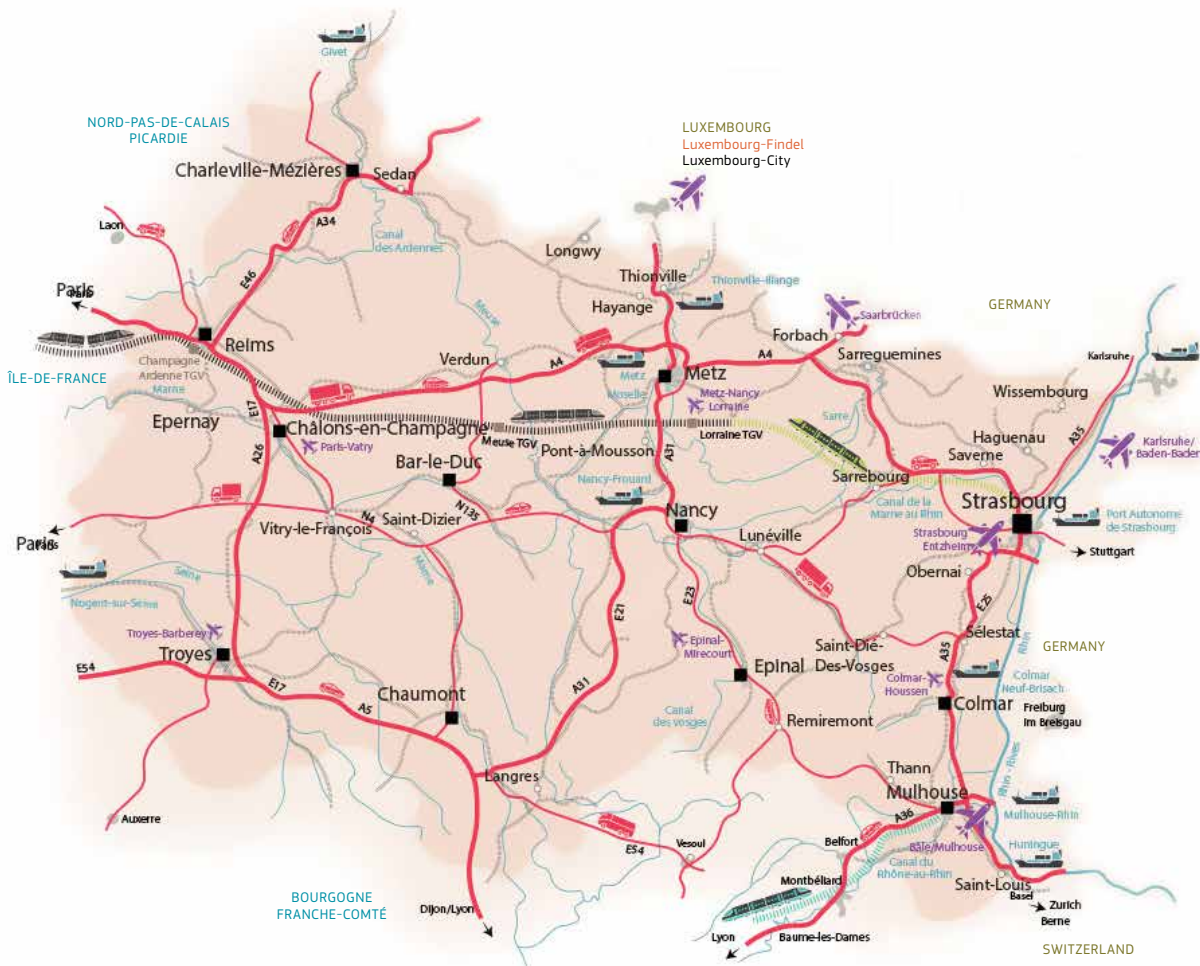 Givet
NORD-PAS-DE-CALAIS
PICARDIE
LUXEMBOURG
Luxembourg-Findel
Luxembourg-City
Charleville-Mézières
Sedan
Laon
A34
Canal
des Ardennes
Longwy
Thionville
Thionville-Illange
Hayange
E46
Paris
Paris
Meuse
GERMANY
Saarbrücken
Forbach
Reims
Champagne
Ardenne TGV
Marne
Verdun
A4
Metz
Moselle
Metz
A4
Sarreguemines
Karlsruhe
ÎLE-DE-FRANCE
Wissembourg
Epernay
E17
Metz-Nancy
Lorraine
Sarre
A35
Châlons-en-Champagne
Meuse TGV
Lorraine TGV
Haguenau
Saverne
Karlsruhe/
Baden-Baden
Paris-Vatry
A26
Pont-à-Mousson
A31
Bar-le-Duc
Nancy-Frouard
Sarrebourg
Strasbourg
N4
N135
Saint-Dizier
Vitry-le-François
Nancy
Canal de la
Marne au Rhin
Port Autonome
de Strasbourg
Paris
Paris
Lunéville
Strasbourg
Entzheim
Stuttgart
Seine
Marne
Obernai
Nogent-sur-Seine
E23
E25
E21
Troyes-Barberey
Epinal-
Mirecourt
Saint-Dié-
Des-Vosges
Sélestat
Rhin
GERMANY
Troyes
E54
A35
Epinal
Colmar-
Houssen
Colmar
Neuf-Brisach
E17
A31
Chaumont
Colmar
Freiburg
im Breisgau
A5
Canal
des vosges
Remiremont
Langres
Thann
Rhin - Rives
Mulhouse
Mulhouse-Rhin
Auxerre
A36
E54
Vesoul
Belfort
Bâle/Mulhouse
Huningue
Canal du
Rhône-au-Rhin
Montbéliard
Saint-Louis
Basel
BOURGOGNE
FRANCHE-COMTÉ
Dijon/Lyon
Zurich
Berne
Lyon
Baume-les-Dames
SWITZERLAND